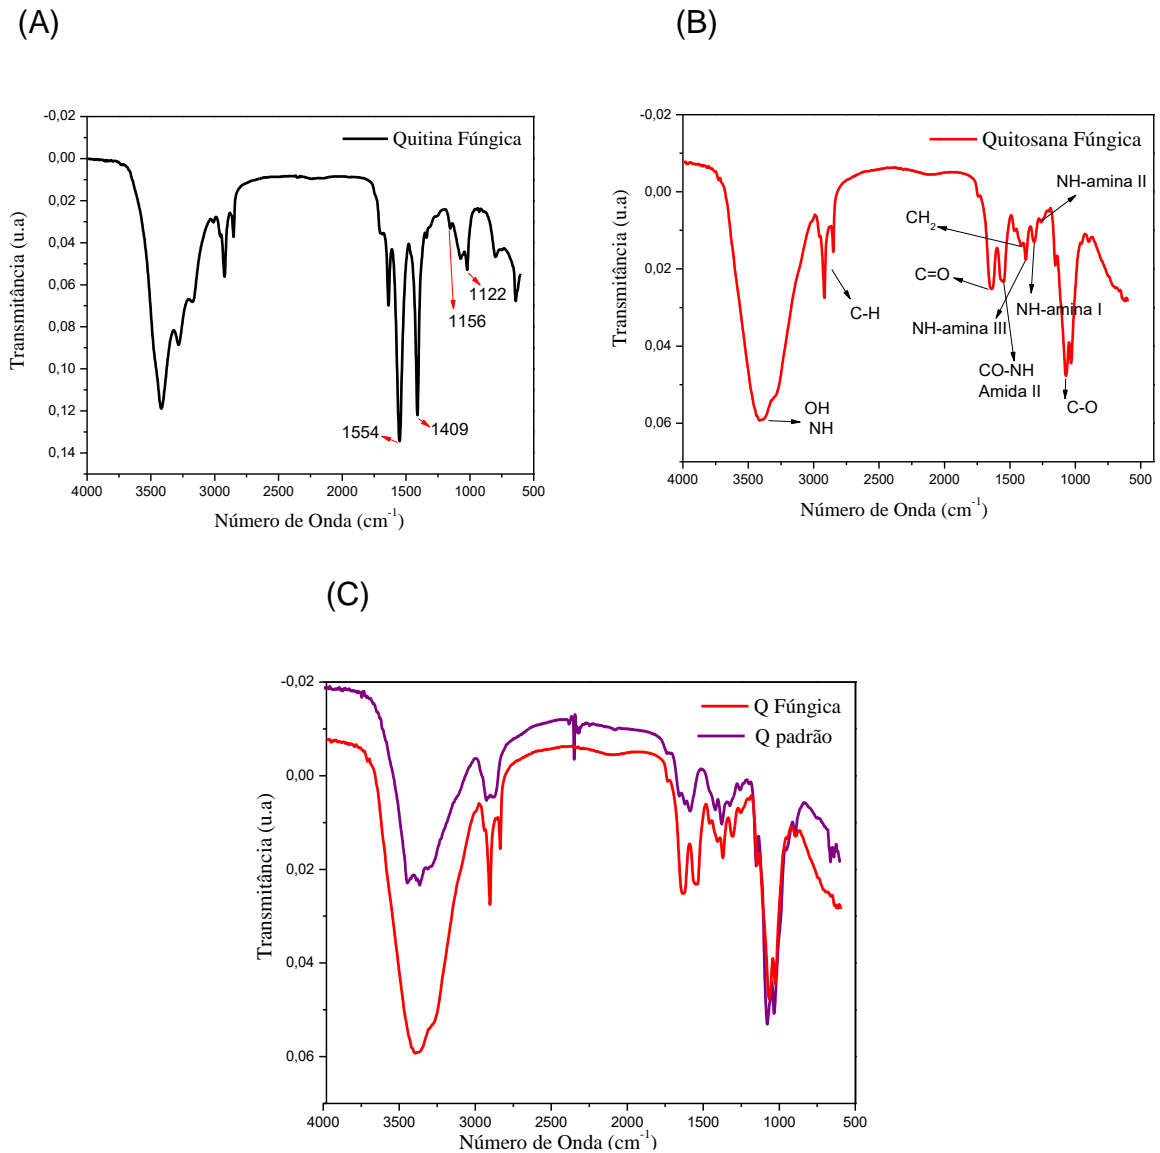 (A)
(B)
-0,02
0,00
0,02
0,04
0,06
0,08
0,10
0,12
0,14
Transmitância (u.a)
Quitina Fúngica
1156
1122
1554
1409
4000 3500 3000 2500 2000 1500 1000 500
Número de Onda (cm-1)
-0,02
0,00
0,02
0,04
0,06
Transmitância (u.a)
Quitosana Fúngica
NH-amina II
CH2
C=O
C-H
NH-amina III
NH-amina I
CO-NH
Amida II
OH
NH
C-O
4000 3500 3000 2500 2000 1500 1000 500
Número de Onda (cm-1)
(C)
-0,02
0,00
0,02
0,04
0,06
Transmitância (u.a)
Q Fúngica
Q padrão
4000 3500 3000 2500 2000 1500 1000 500
Número de Onda (cm-1)